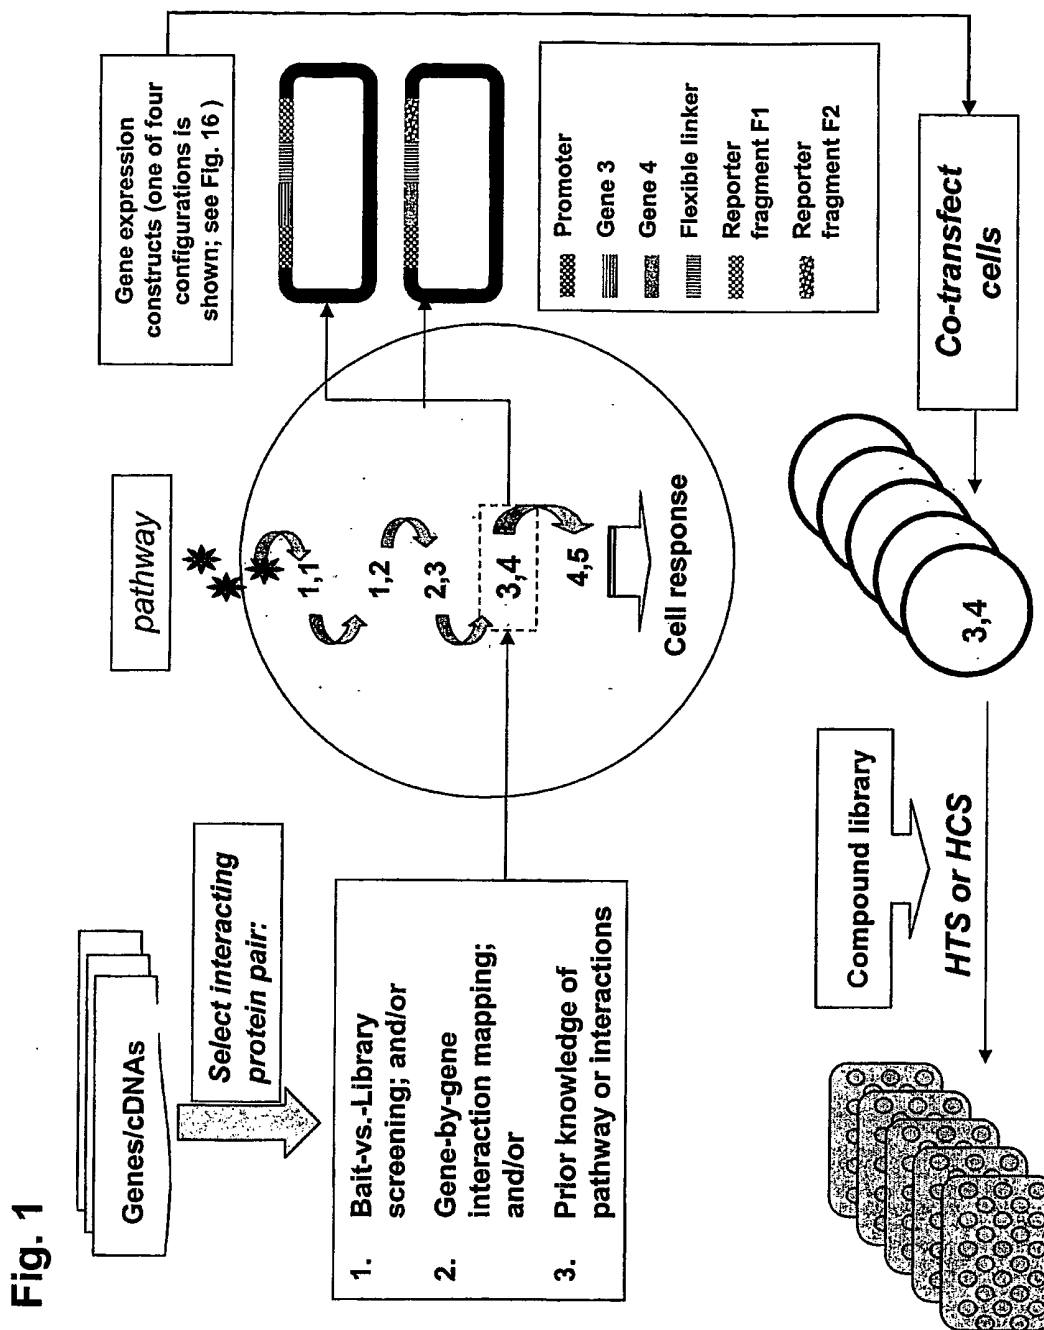 Fig. 1
Genes/cDNAs
Select interacting
protein pair:
1. Bait-vs.-Library
screening; and/or
2. Gene-by-gene
interaction mapping;
and/or
3. Prior knowledge of
pathway or interactions
pathway
1,1
1,2
2,3
3,4
4,5
Cell response
Gene expression
constructs (one of four
configurations is
shown; see Fig. 16 )
Promoter
Gene 3
Gene 4
Flexible linker
Reporter
fragment F1
Reporter
fragment F2
Co-transfect
cells
3,4
Compound library
HTS or HCS